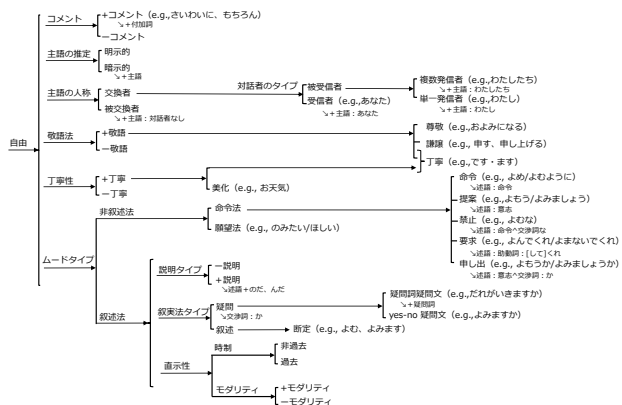 自由
コメント
+コメント（e.g.,さいわいに、もちろん）
↘+付加詞
ーコメント
主語の推定
明示的
暗示的
↘+主語
主語の人称
交換者
被交換者
↘+主語：対話者なし
対話者のタイプ
被受信者
受信者（e.g.,あなた）
↘+主語：あなた
複数発信者（e.g.,わたしたち）
↘+主語：わたしたち
単一発信者（e.g.,わたし）
↘+主語：わたし
敬語法
+敬語
ー敬語
尊敬（e.g.,およみになる）
謙譲（e.g., 申す、申し上げる）
丁寧（e.g.,です・ます）
丁寧性
+丁寧
ー丁寧
美化（e.g., お天気）
ムードタイプ
非叙述法
命令法
願望法（e.g., のみたい/ほしい）
命令（e.g., よめ/よむように）
↘述語：命令
提案（e.g.,よもう/よみましょう）
↘述語：意志
禁止（e.g.,よむな）
↘述語：命令^交渉詞な
要求（e.g., よんでくれ/よまないでくれ）
↘述語：助動詞：[して]くれ
申し出（e.g., よもうか/よみましょうか）
↘述語：意志^交渉詞：か
叙述法
説明タイプ
ー説明
+説明
↘述語+のだ、んだ
叙実法タイプ
疑問
↘交渉詞：か
叙述
疑問詞疑問文（e.g.,だれがいきますか）
↘+疑問詞
yes-no 疑問文（e.g.,よみますか）
断定（e.g., よむ、よみます）
直示性
時制
非過去
過去
モダリティ
+モダリティ
ーモダリティ